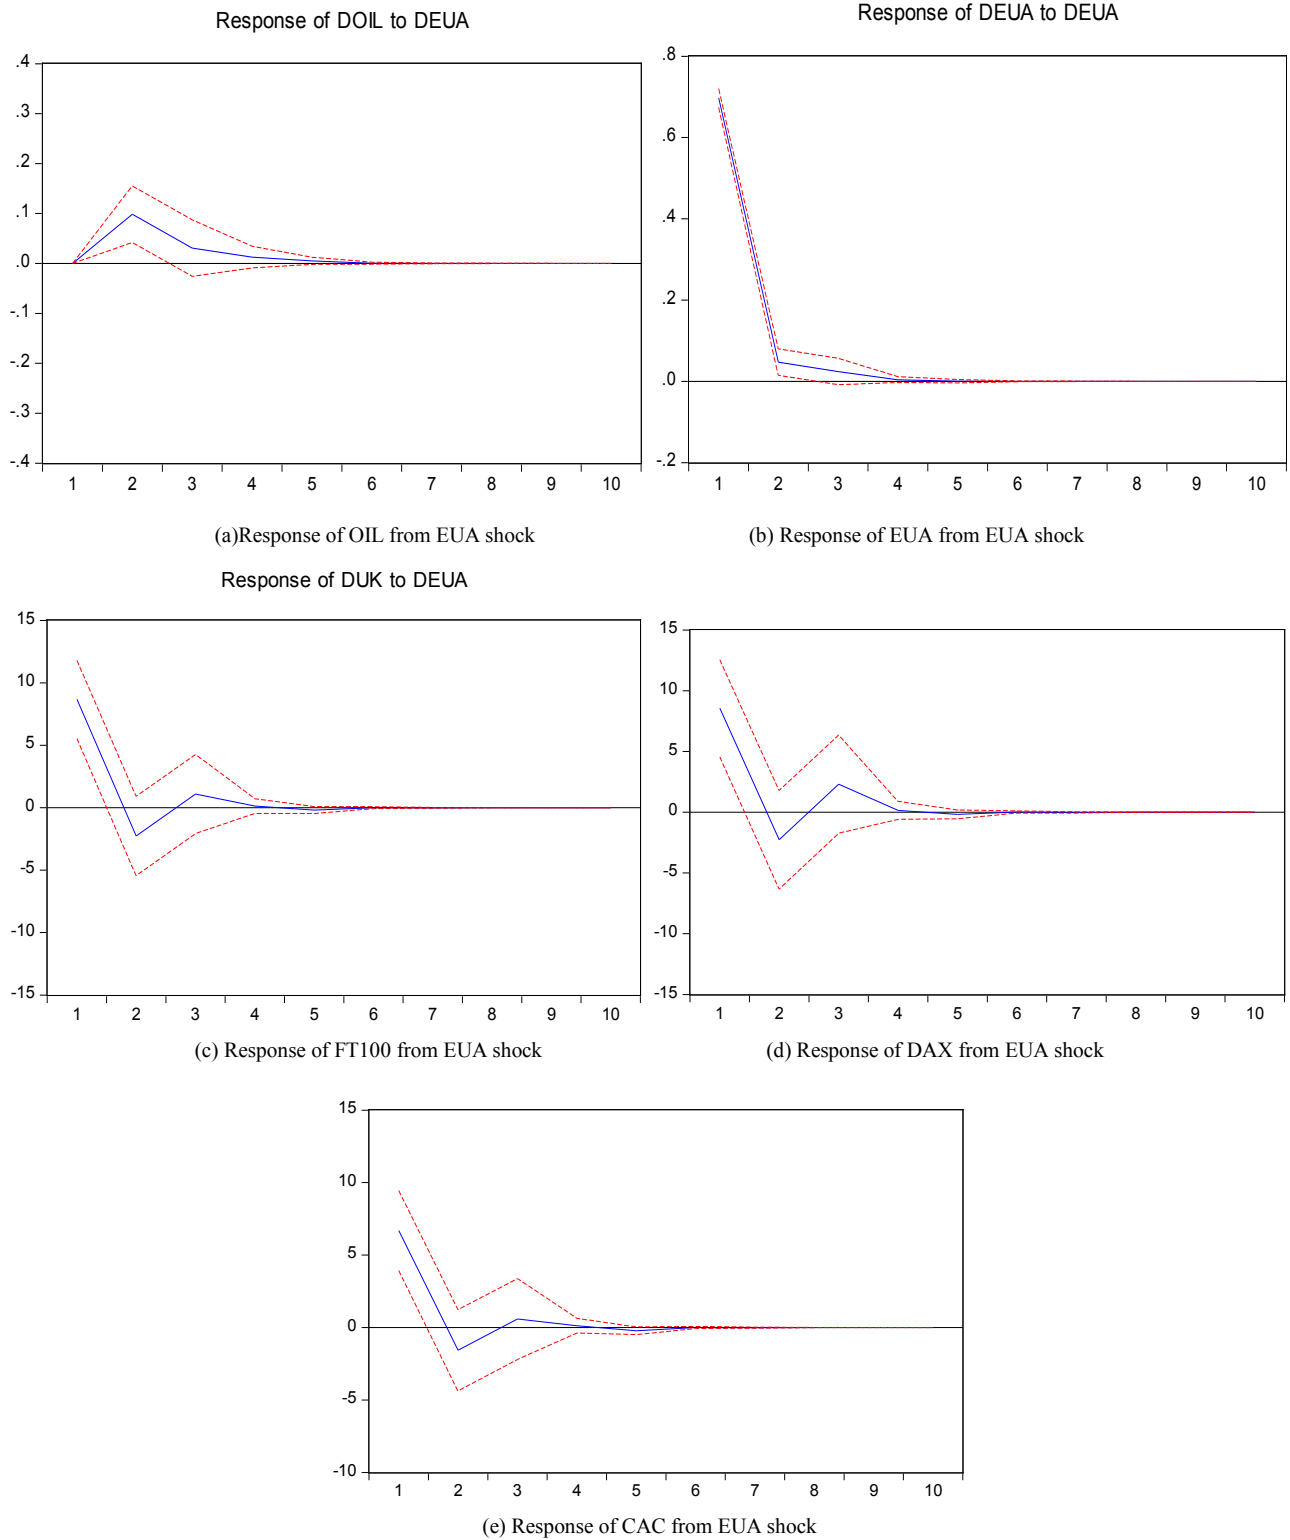 Response of DOIL to DEUA
.4
.3
.2
.1
.0
-.1
-.2
-.3
-.4
1 2 3 4 5 6 7 8 9 10
(a)Response of OIL from EUA shock
Response of DEUA to DEUA
.8
.6
.4
.2
.0
-.2
1 2 3 4 5 6 7 8 9 10
(b) Response of EUA from EUA shock
Response of DUK to DEUA
15
10
5
0
-5
-10
-15
1 2 3 4 5 6 7 8 9 10
(c) Response of FT100 from EUA shock
15
10
5
0
-5
-10
-15
1 2 3 4 5 6 7 8 9 10
(d) Response of DAX from EUA shock
15
10
5
0
-5
-10
1 2 3 4 5 6 7 8 9 10
(e) Response of CAC from EUA shock